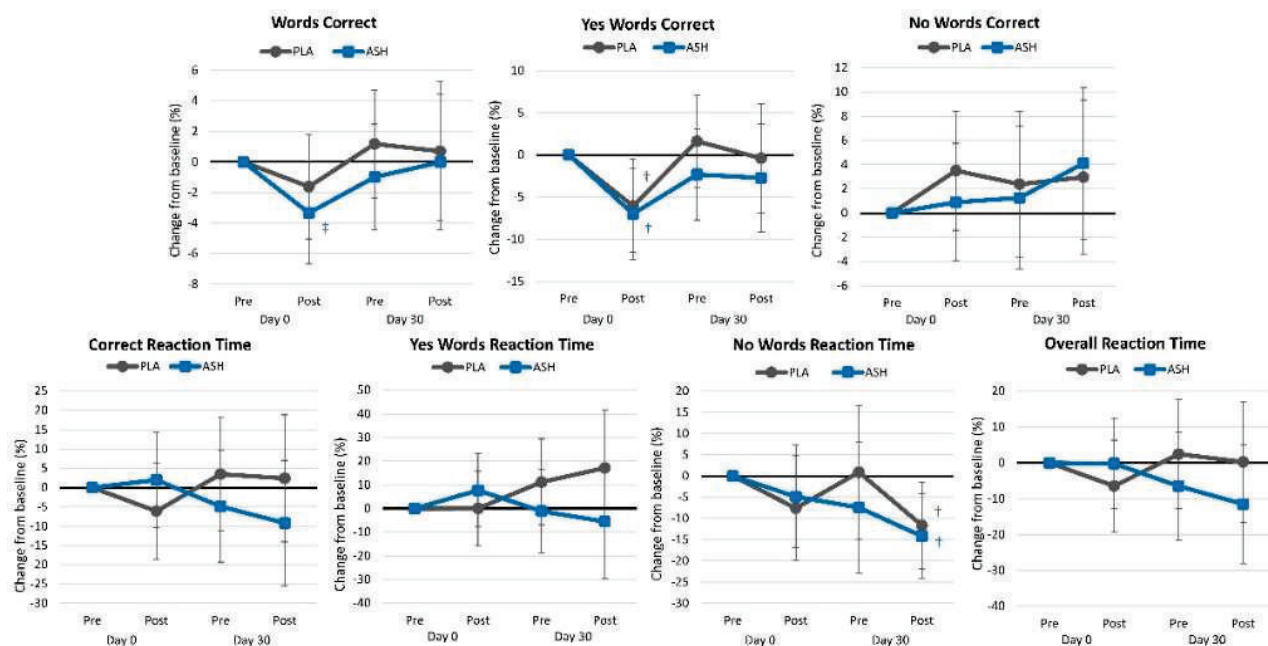 Words Correct
PLA ASH
Change from baseline (%)
6
4
2
0
-2
-4
-6
-8
‡
Pre Post Pre Post
Day 0 Day 30
Yes Words Correct
PLA ASH
Change from baseline (%)
10
5
0
-5
-10
-15
†
†
Pre Post Pre Post
Day 0 Day 30
No Words Correct
PLA ASH
Change from baseline (%)
12
10
8
6
4
2
0
-2
-4
-6
Pre Post Pre Post
Day 0 Day 30
Correct Reaction Time
PLA ASH
Change from baseline (%)
25
20
15
10
5
0
-5
-10
-15
-20
-25
-30
Pre Post Pre Post
Day 0 Day 30
Yes Words Reaction Time
PLA ASH
Change from baseline (%)
50
40
30
20
10
0
-10
-20
-30
-40
Pre Post Pre Post
Day 0 Day 30
No Words Reaction Time
PLA ASH
Change from baseline (%)
20
15
10
5
0
-5
-10
-15
-20
-25
-30
†
†
Pre Post Pre Post
Day 0 Day 30
Overall Reaction Time
PLA ASH
Change from baseline (%)
20
10
0
-10
-20
-30
-40
Pre Post Pre Post
Day 0 Day 30